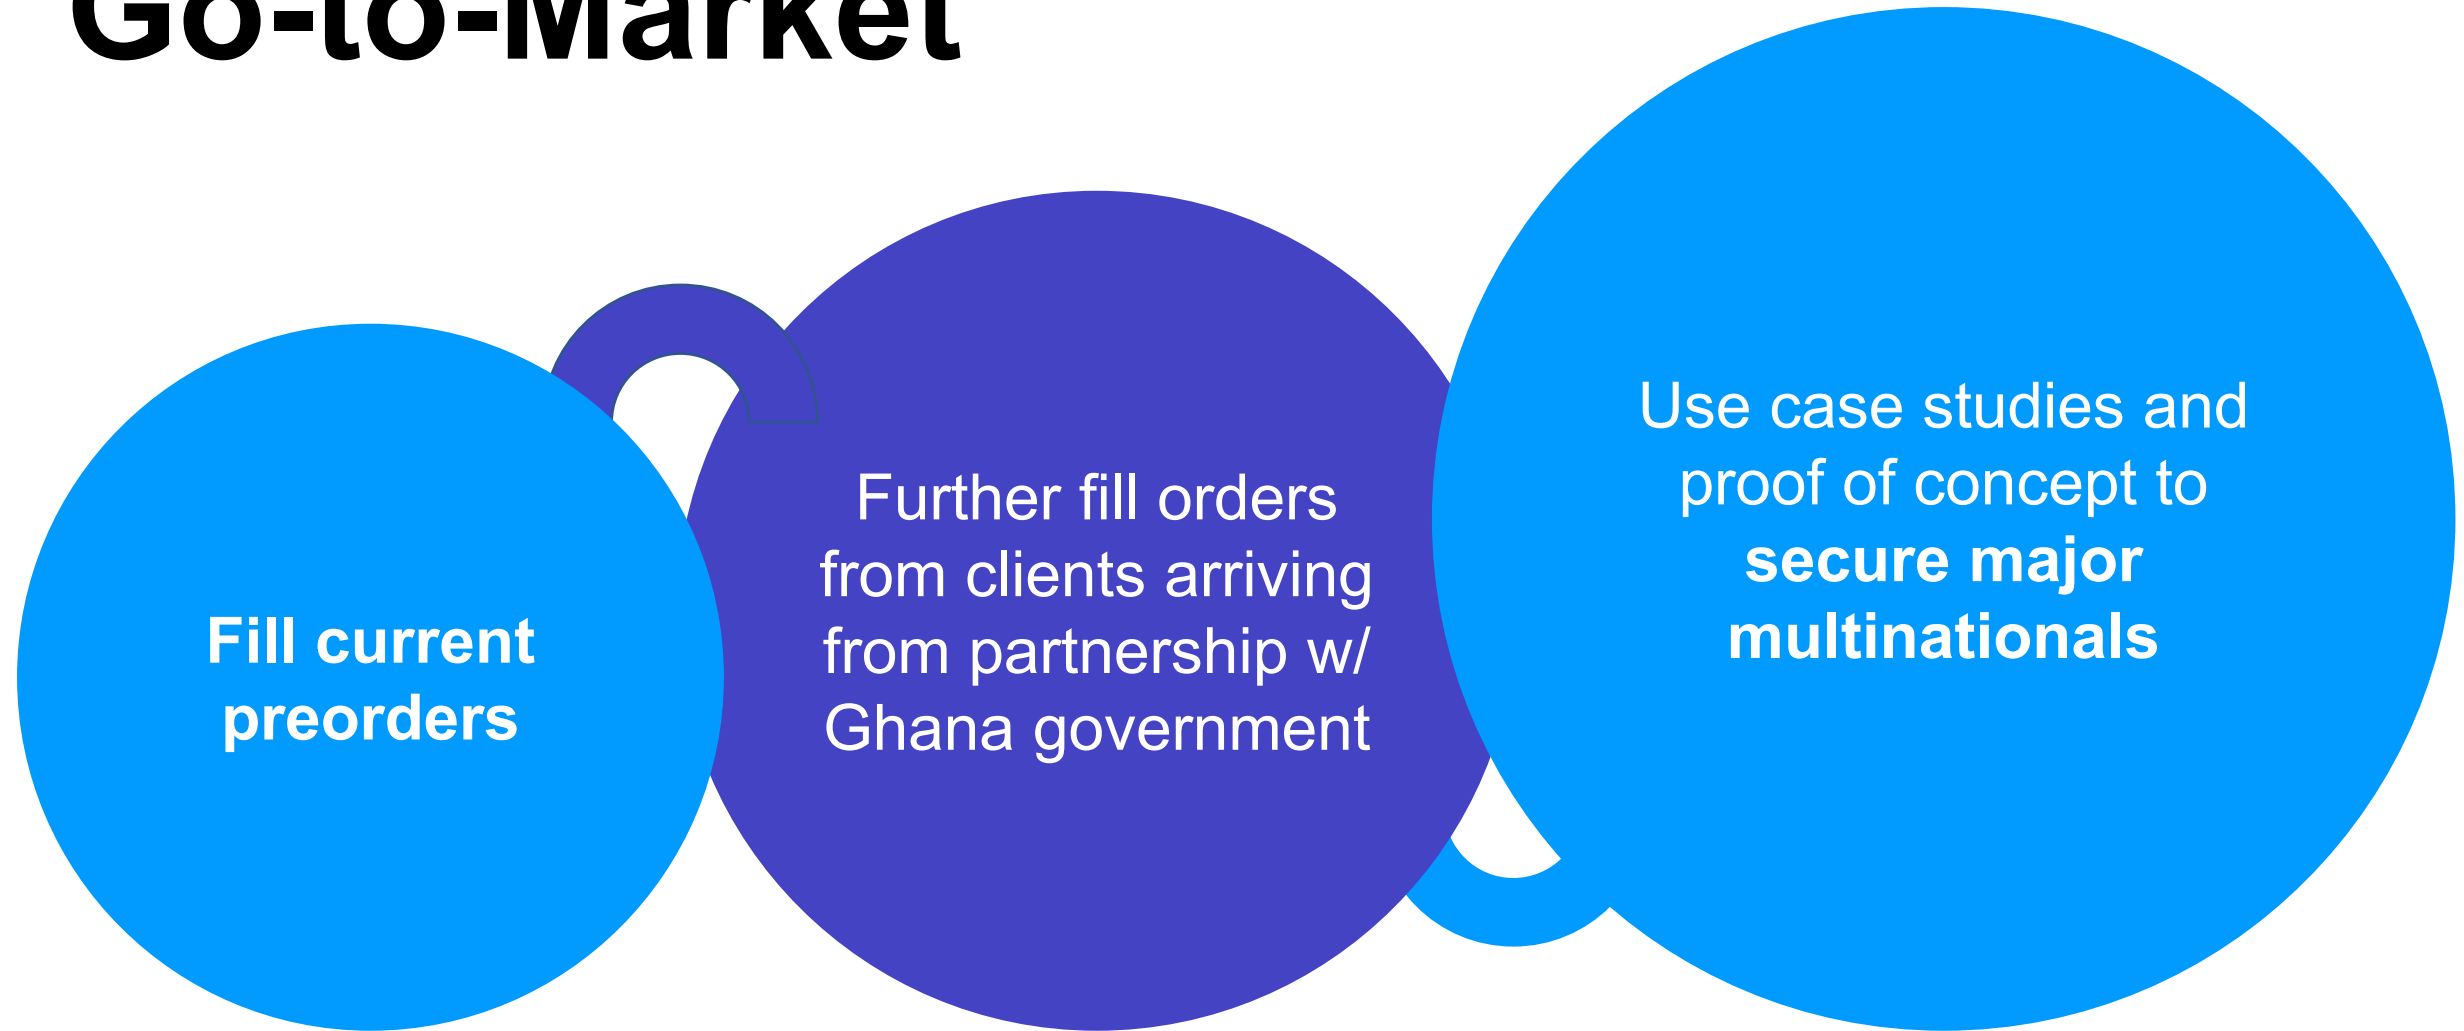 Go-to-Market
Fill current
preorders
Further fill orders
from clients arriving
from partnership w/
Ghana government
Use case studies and
proof of concept to
secure major
multinationals